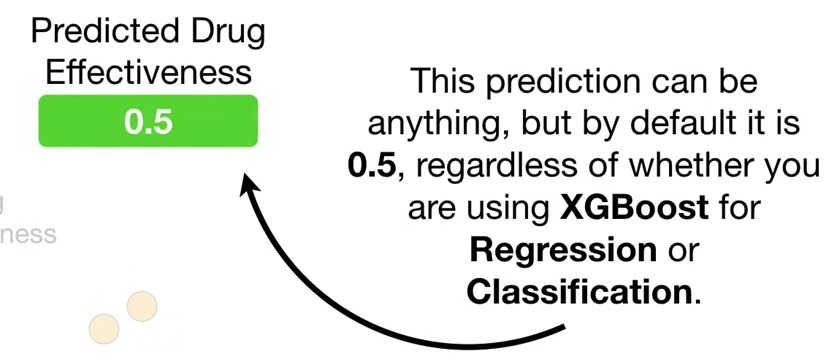 Predicted Drug
Effectiveness
0.5
This prediction can be
anything, but by default it is
0.5, regardless of whether you
are using XGBoost for
Regression or
Classification.